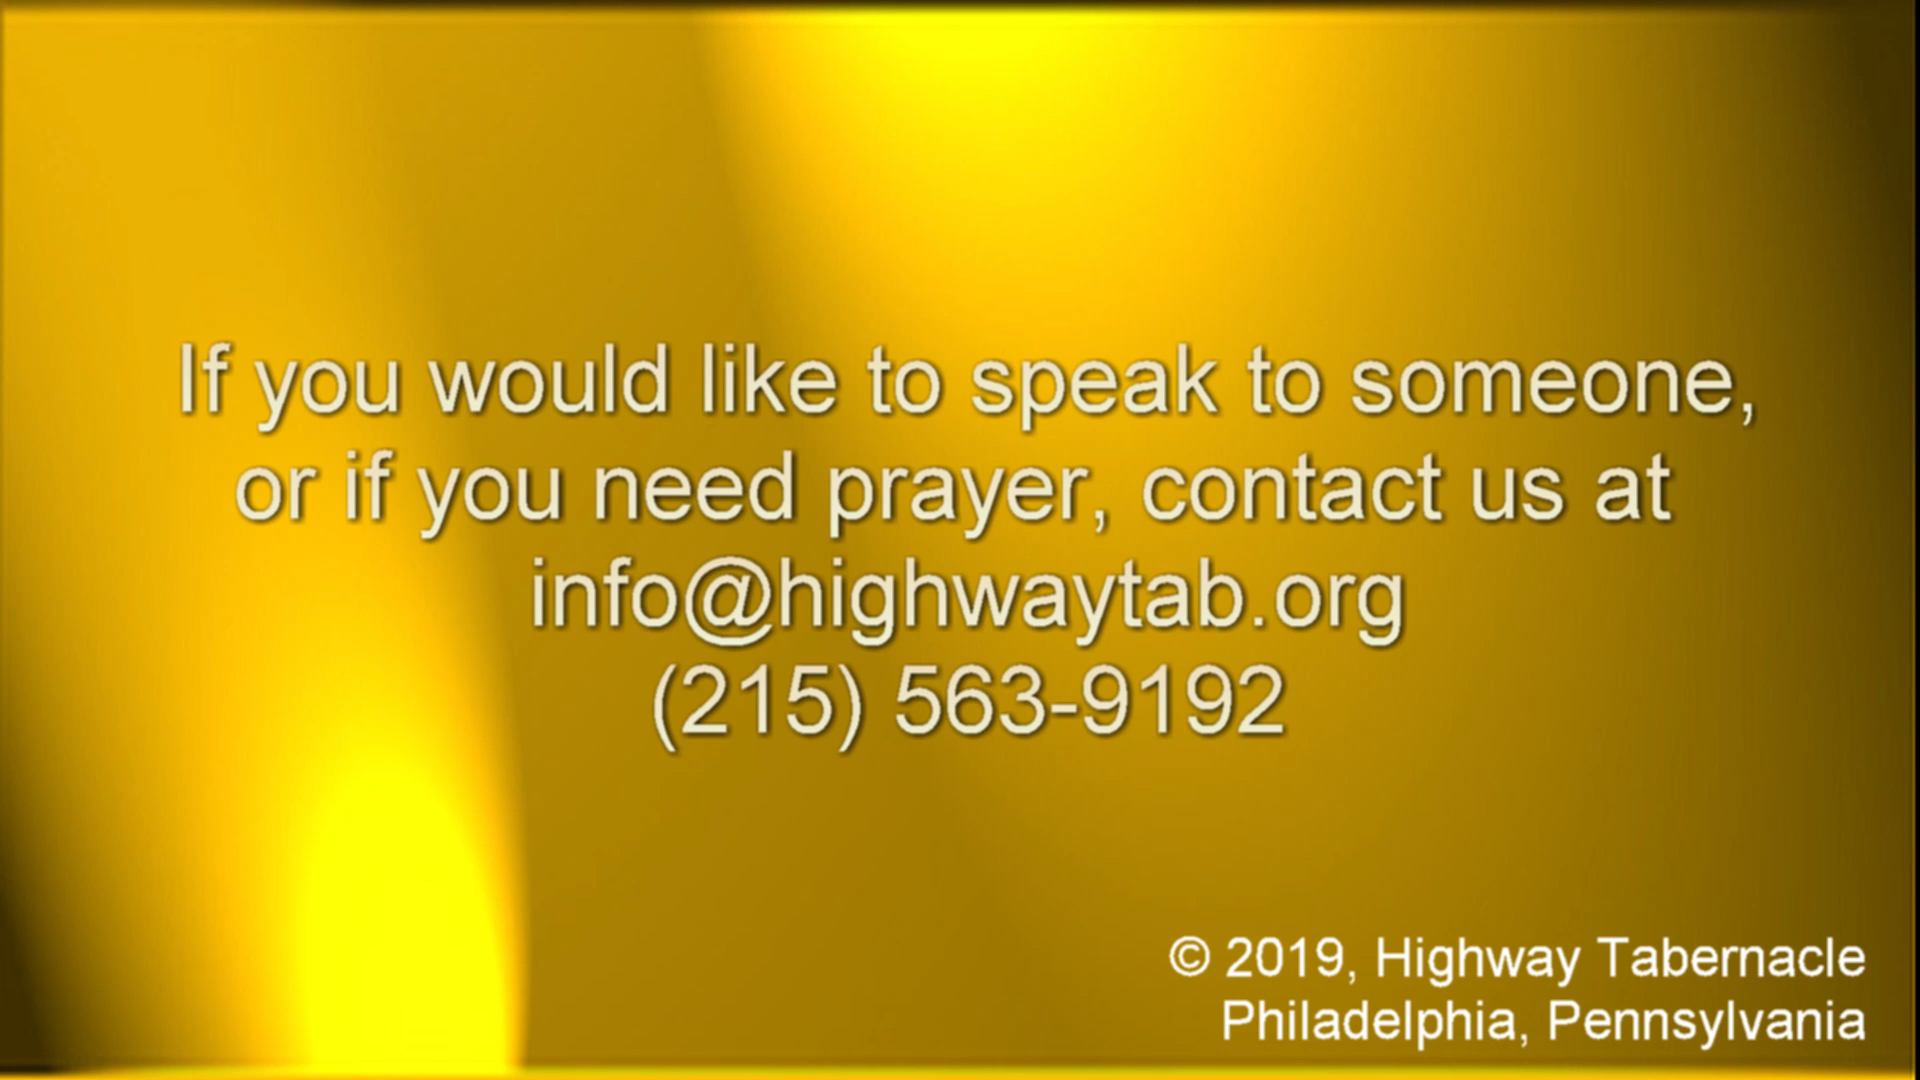 If you would like to speak to someone,
or if you need prayer, contact us at
info@highwaytab.org
(215) 563-9192
© 2019, Highway Tabernacle
Philadelphia, Pennsylvania